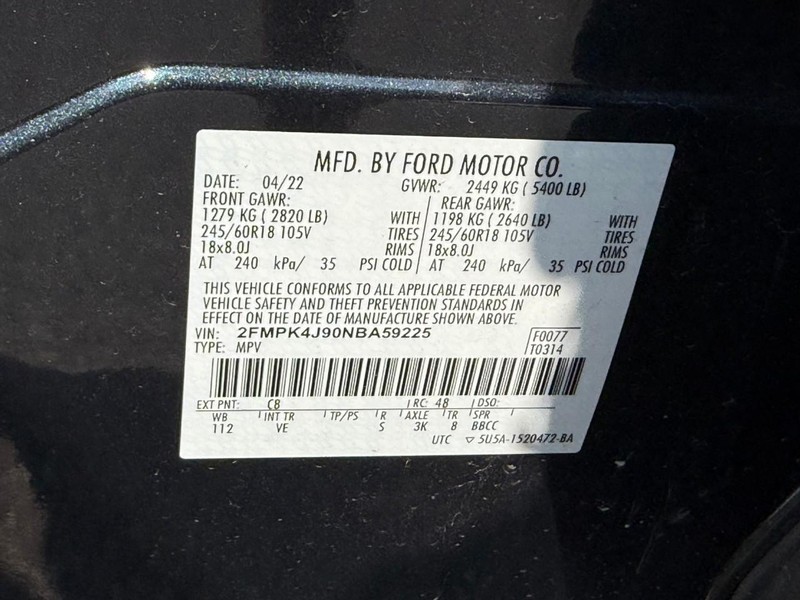 MFD. BY FORD MOTOR CO.
DATE: 04/22 GVWR: 2449 KG ( 5400 LB)
FRONT GAWR: REAR GAWR:
1279 KG ( 2820 LB) WITH 1198 KG ( 2640 LB) WITH
245/60R18 105V TIRES 245/60R18 105V TIRES
18x8.0J RIMS 18x8.0J RIMS
AT 240 kPa/ 35 PSI COLD AT 240 kPa/ 35 PSI COLD
THIS VEHICLE CONFORMS TO ALL APPLICABLE FEDERAL MOTOR
VEHICLE SAFETY AND THEFT PREVENTION STANDARDS IN
EFFECT ON THE DATE OF MANUFACTURE SHOWN ABOVE.
VIN: 2FMPK4J90NBA59225 F0077
TYPE: MPV T0314
EXT PNT: C8 RC: 48 DSO:
WB INT TR TP/PS R AXLE TR SPR
112 VE S 3K 8 BBCC
UTC ▽ 5U5A-1520472-BA